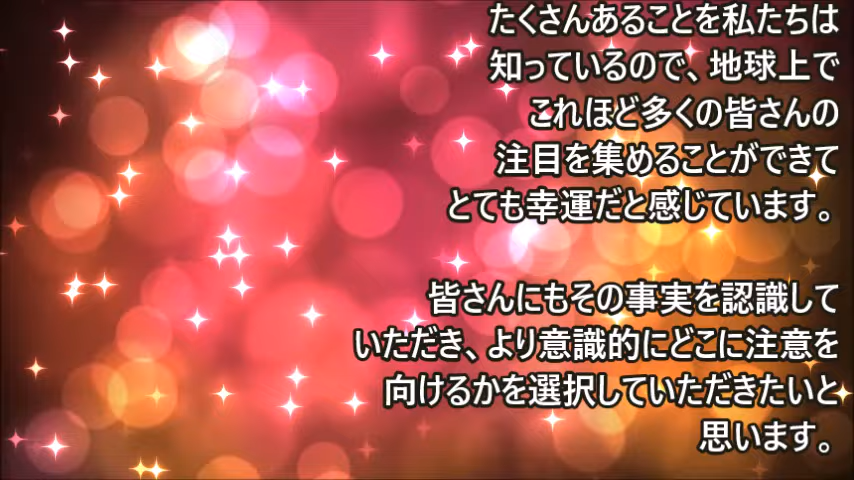 たくさんあることを私たちは
知っているので、地球上で
これほど多くの皆さんの
注目を集めることができて
とても幸運だと感じています。
皆さんにもその事実を認識して
いただき、より意識的にどこに注意を
向けるかを選択していただきたいと
思います。